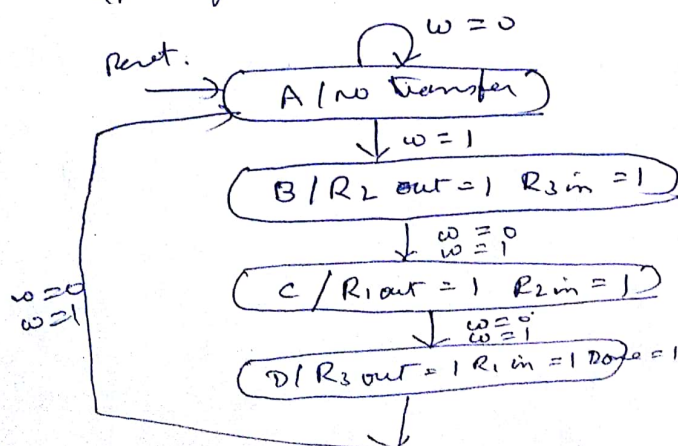 w = 0
Reset.
A / no transfer
w = 1
B / R2 out = 1 R3 in = 1
w = 0
w = 1
C / R1 out = 1 R2 in = 1
w = 0
w = 1
w = 0
w = 1
D / R3 out = 1 R1 in = 1 Done = 1